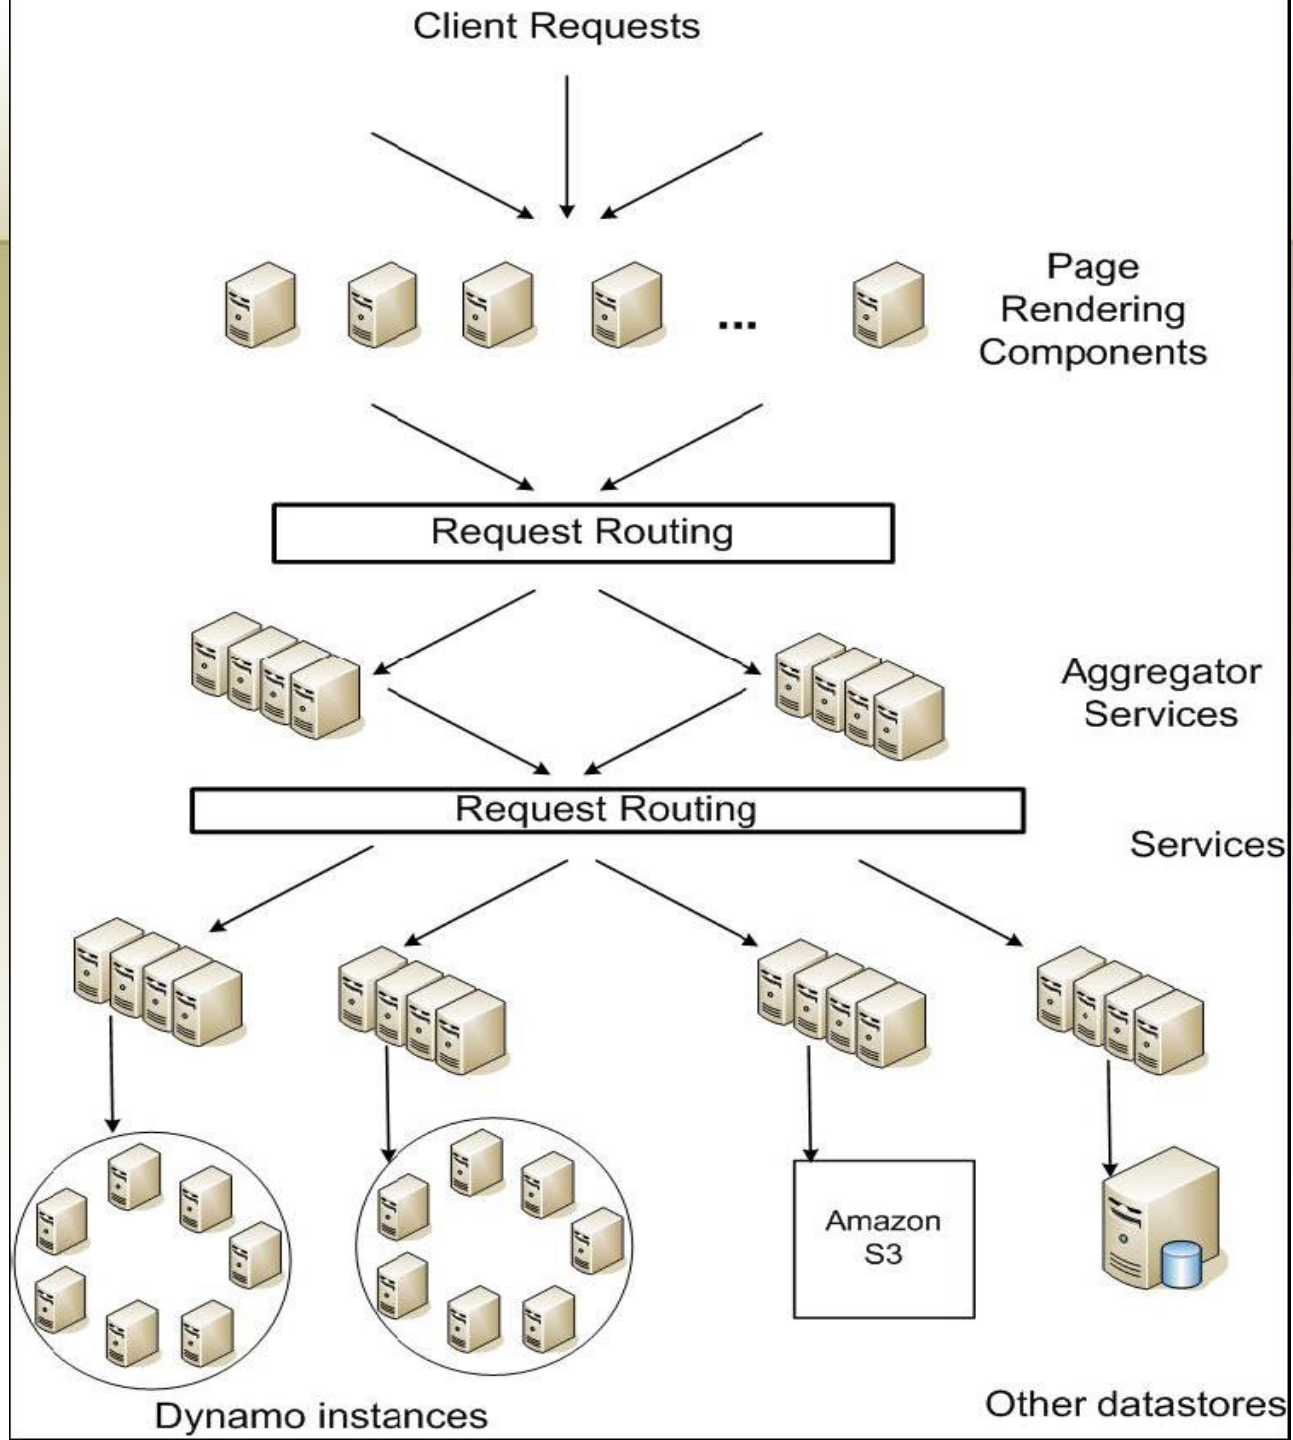 Client Requests
Page
Rendering
Components
...
Request Routing
Aggregator
Services
Request Routing
Services
Amazon
S3
Dynamo instances
Other datastores